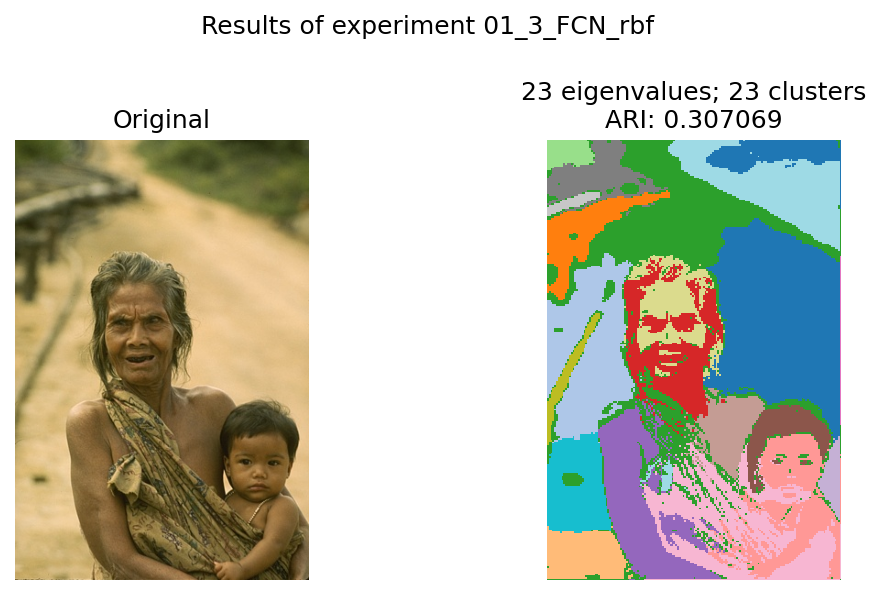 Results of experiment 01_3_FCN_rbf
Original
23 eigenvalues; 23 clusters
ARI: 0.307069